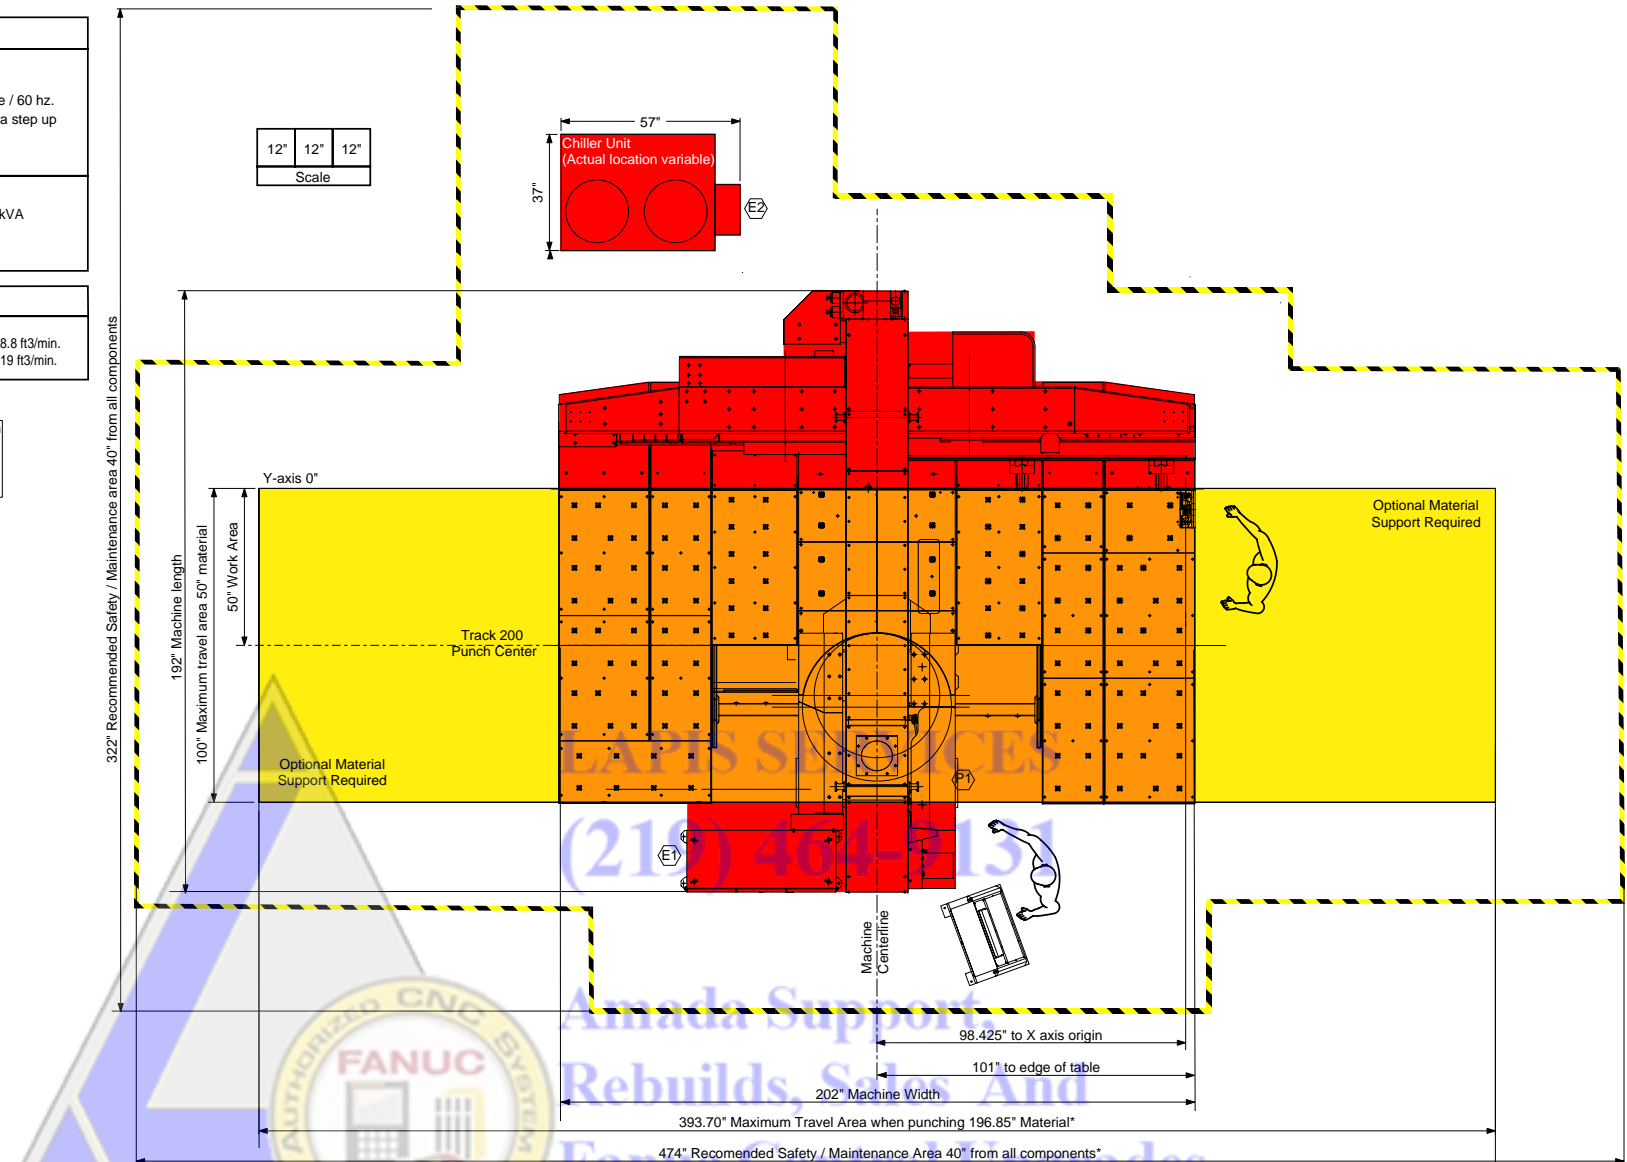 e / 60 hz.
a step up
kVA
8.8 ft3/min.
19 ft3/min.
12" 12" 12"
Scale
57"
Chiller Unit
(Actual location variable)
37"
E2
322" Recommended Safety / Maintenance area 40" from all components
192" Machine length
100" Maximum travel area 50" material
50" Work Area
Y-axis 0"
Optional Material
Support Required
Track 200
Punch Center
Optional Material
Support Required
LAPIS SERVICES
P1
(219) 464-9131
E1
Machine
Centerline
Amada Support,
98.425" to X axis origin
101" to edge of table
Rebuilds, Sales And
202" Machine Width
393.70" Maximum Travel Area when punching 196.85" Material*
Fanuc Control Upgrades
474" Recomended Safety / Maintenance Area 40" from all components*
AUTHORIZED CNC SYSTEM
FANUC